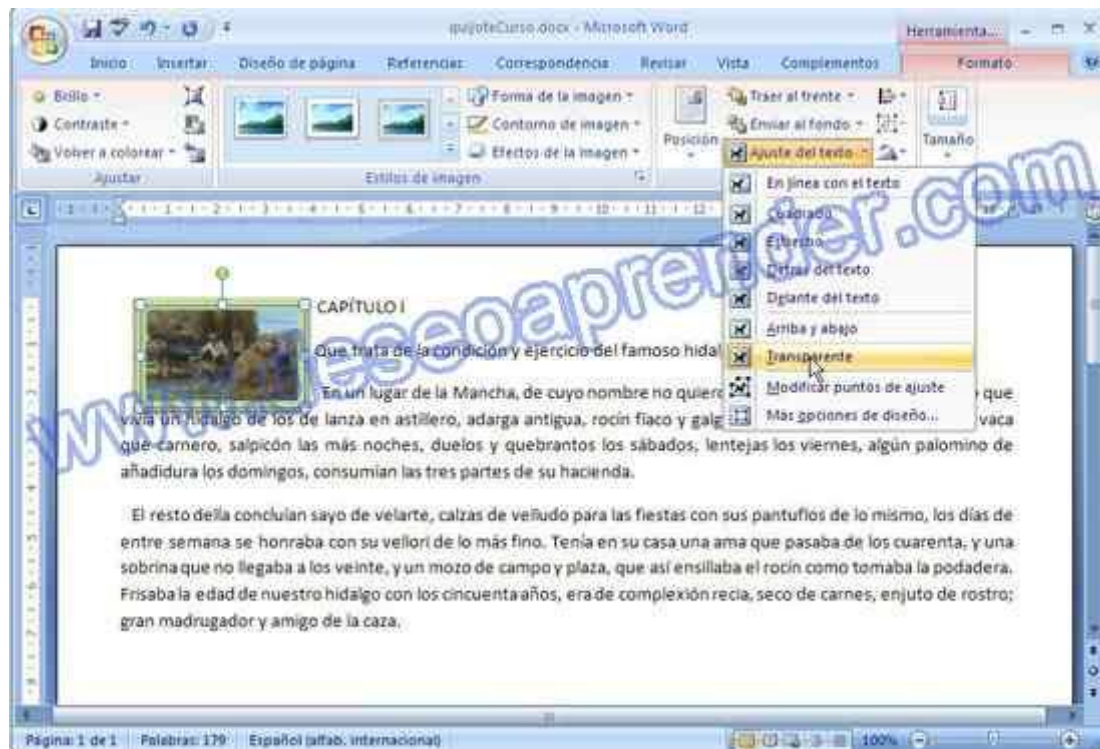 quijoteCurso.docx - Microsoft Word
Herramienta...
Inicio Insertar Diseño de página Referencias Correspondencia Revisar Vista Complementos Formato
Brillo
Contraste
Volver a colorear
Ajustar
Forma de la imagen
Contorno de imagen
Efectos de la imagen
Estilos de imagen
Posición
Traer al frente
Enviar al fondo
Ajuste del texto
Tamaño
En línea con el texto
Cuadrado
Estrecho
Detrás del texto
Delante del texto
Arriba y abajo
Transparente
Modificar puntos de ajuste
Más opciones de diseño...
www.deseoaprender.com
CAPÍTULO I
Que trata de la condición y ejercicio del famoso hidal
En un lugar de la Mancha, de cuyo nombre no quiero que
vivía un hidalgo de los de lanza en astillero, adarga antigua, rocín flaco y galg vaca
que carnero, salpicón las más noches, duelos y quebrantos los sábados, lentejas los viernes, algún palomino de
añadidura los domingos, consumían las tres partes de su hacienda.
El resto della concluían sayo de velarte, calzas de velludo para las fiestas con sus pantuflos de lo mismo, los días de
entre semana se honraba con su vellori de lo más fino. Tenía en su casa una ama que pasaba de los cuarenta, y una
sobrina que no llegaba a los veinte, y un mozo de campo y plaza, que así ensillaba el rocín como tomaba la podadera.
Frisaba la edad de nuestro hidalgo con los cincuenta años, era de complexión recia, seco de carnes, enjuto de rostro;
gran madrugador y amigo de la caza.
Página: 1 de 1 Palabras: 179 Español (alfab. internacional) 100%